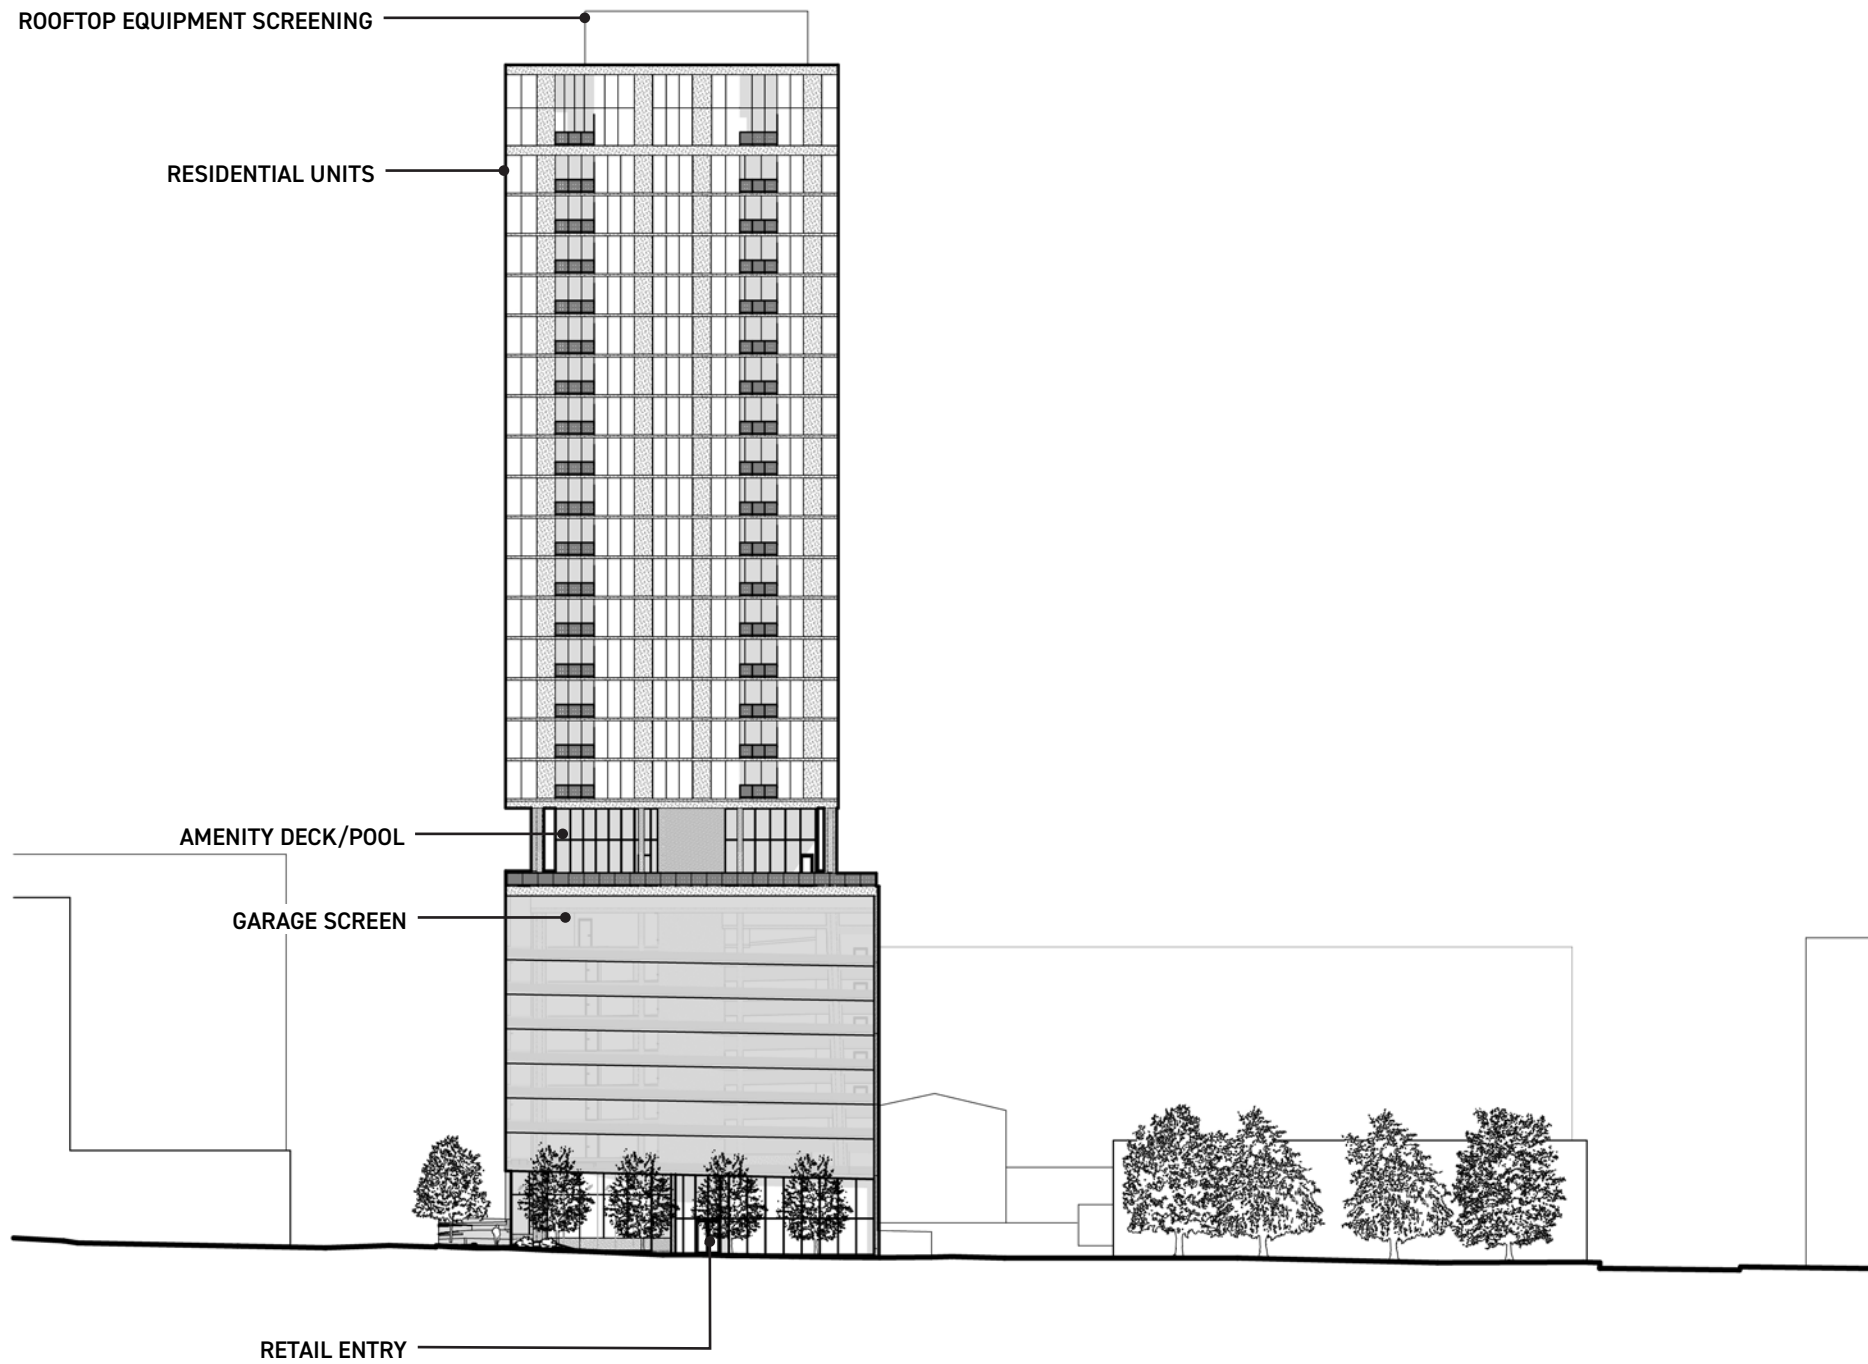 ROOFTOP EQUIPMENT SCREENING
RESIDENTIAL UNITS
AMENITY DECK/POOL
GARAGE SCREEN
RETAIL ENTRY